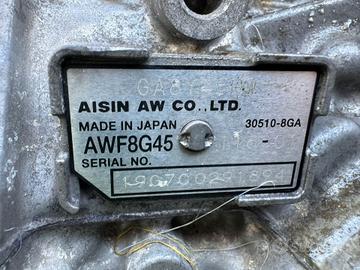 AISIN AW CO.,LTD.
MADE IN JAPAN 30510-8GA
AWF8G45 -
SERIAL NO.